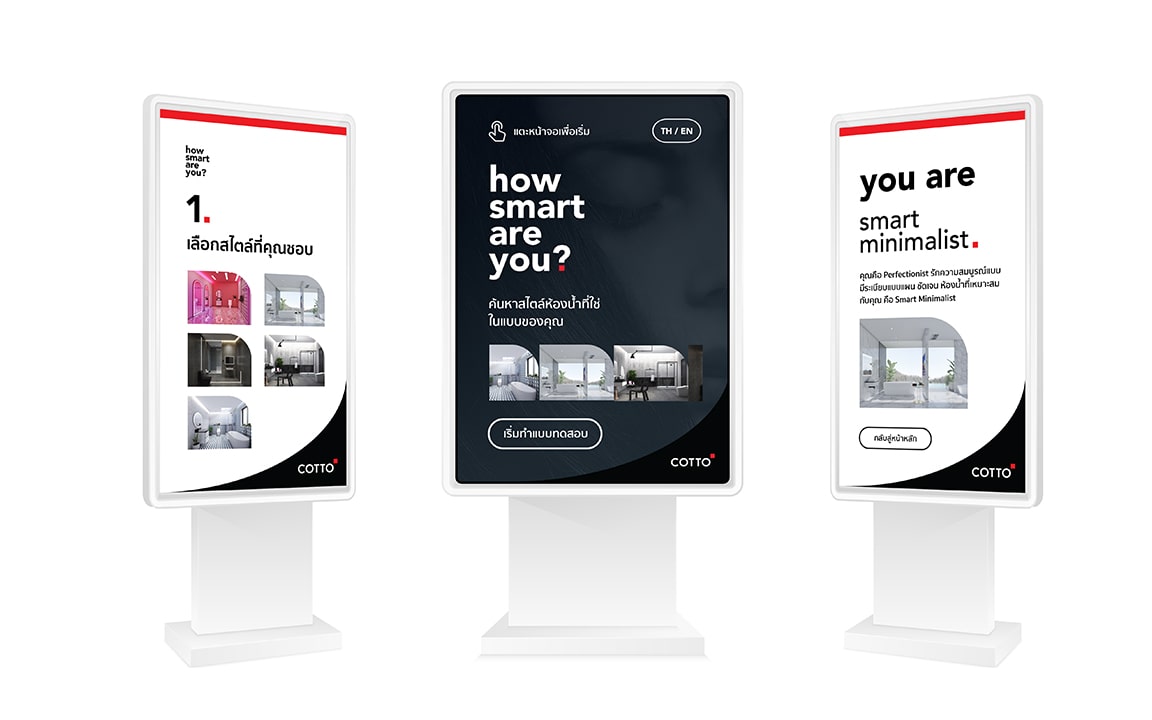 how
smart
are
you?
1.
เลือกสไตล์ที่คุณชอบ
COTTO
แตะหน้าจอเพื่อเริ่ม
TH / EN
how
smart
are
you?
ค้นหาสไตล์ห้องน้ำที่ใช่
ในแบบของคุณ
เริ่มทำแบบทดสอบ
COTTO
you are
smart
minimalist.
คุณคือ Perfectionist รักความสมบูรณ์แบบ
มีระเบียบแบบแผน ชัดเจน ห้องน้ำที่เหมาะสม
กับคุณ คือ Smart Minimalist
กลับสู่หน้าหลัก
COTTO